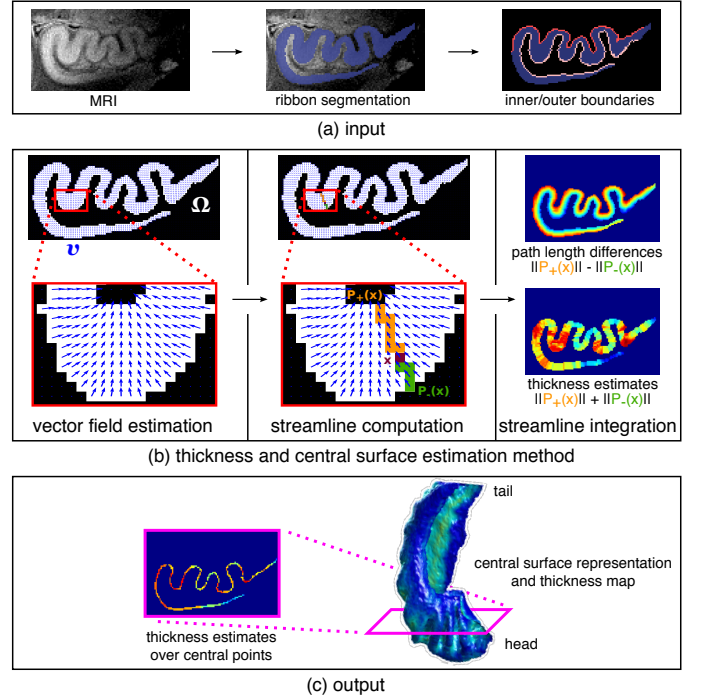 MRI
ribbon segmentation
inner/outer boundaries
(a) input
Ω
v
path length differences
||P₊(x)|| - ||P₋(x)||
P₊(x)
x
P₋(x)
thickness estimates
||P₊(x)|| + ||P₋(x)||
vector field estimation
streamline computation
streamline integration
(b) thickness and central surface estimation method
tail
central surface representation
and thickness map
thickness estimates
over central points
head
(c) output